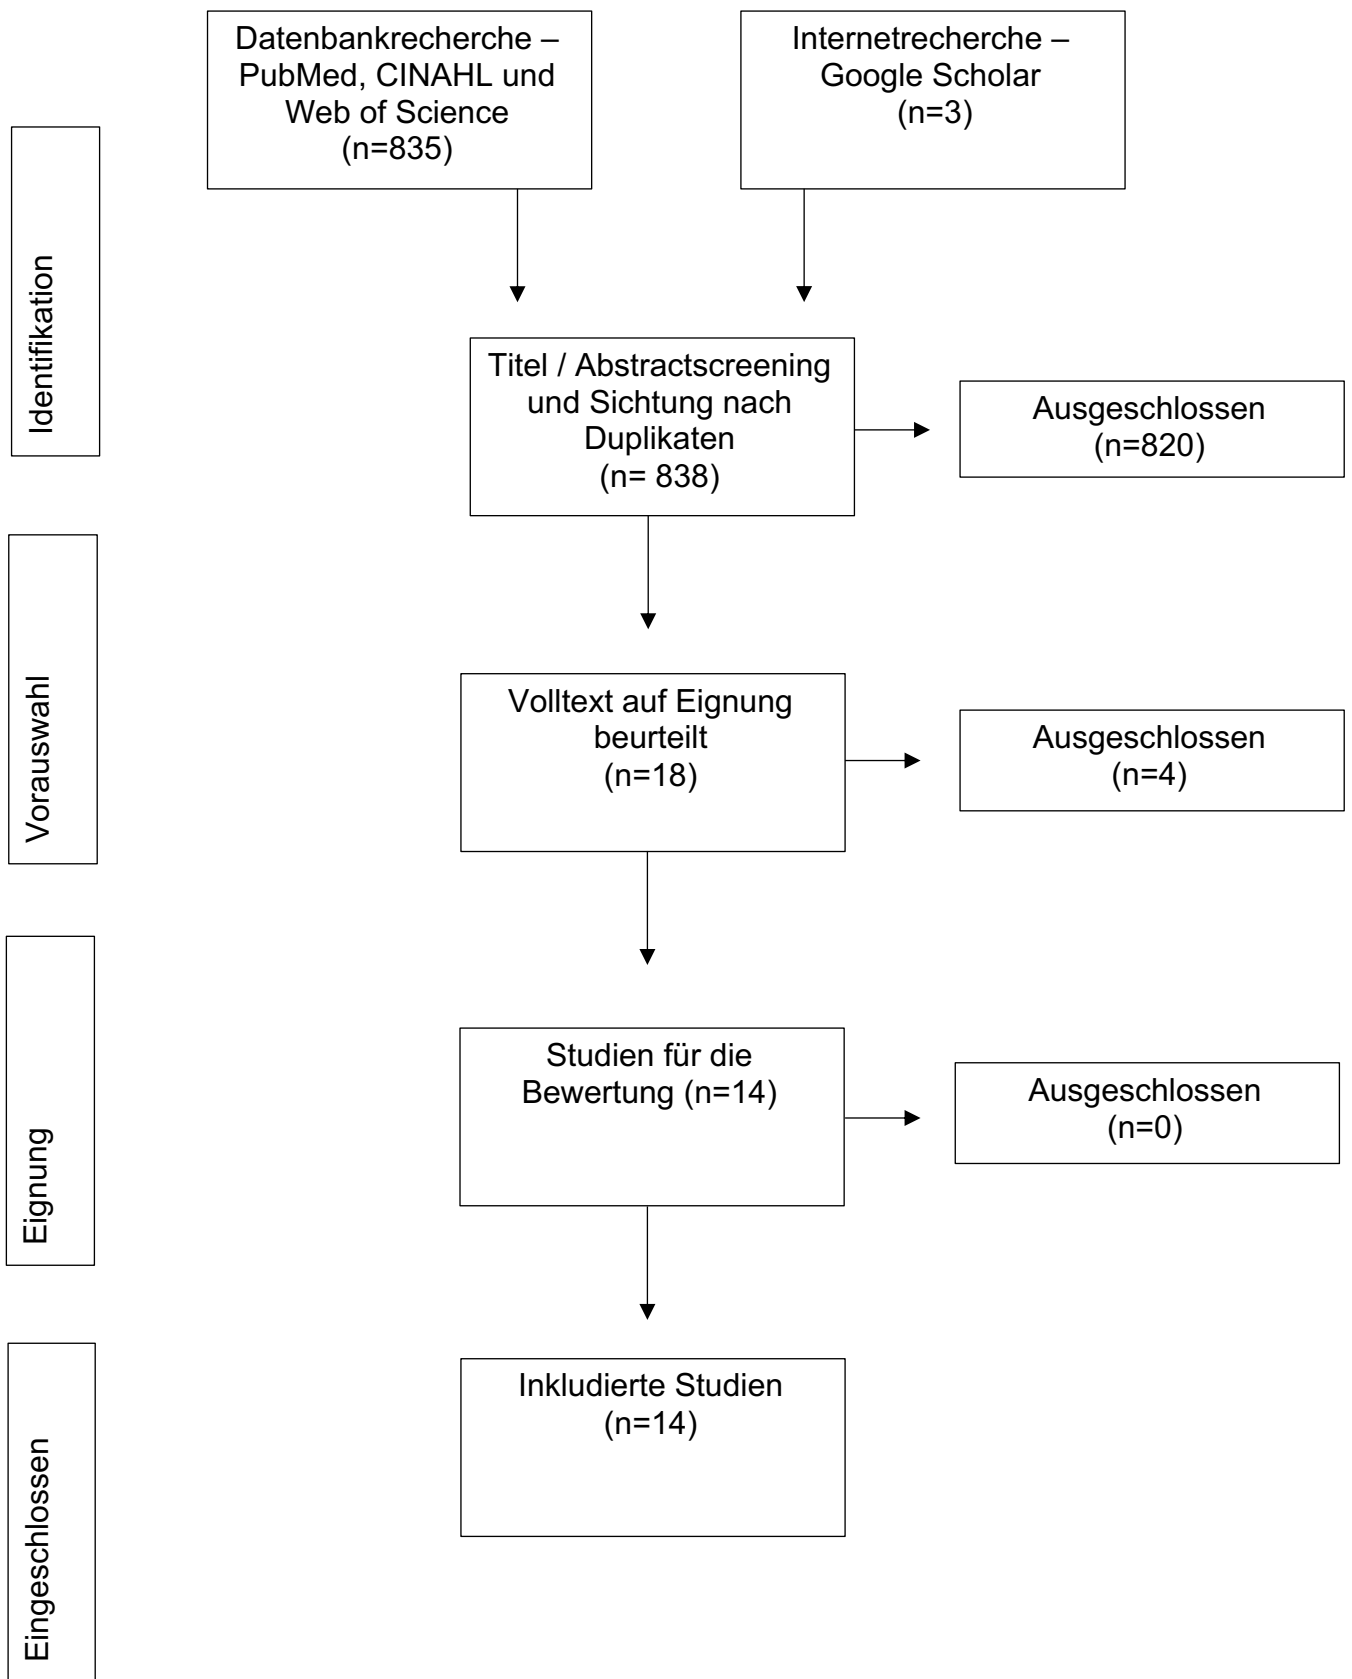 Datenbankrecherche –
PubMed, CINAHL und
Web of Science
(n=835)
Internetrecherche –
Google Scholar
(n=3)
Identifikation
Titel / Abstractscreening
und Sichtung nach
Duplikaten
(n= 838)
Ausgeschlossen
(n=820)
Vorauswahl
Volltext auf Eignung
beurteilt
(n=18)
Ausgeschlossen
(n=4)
Eignung
Studien für die
Bewertung (n=14)
Ausgeschlossen
(n=0)
Eingeschlossen
Inkludierte Studien
(n=14)